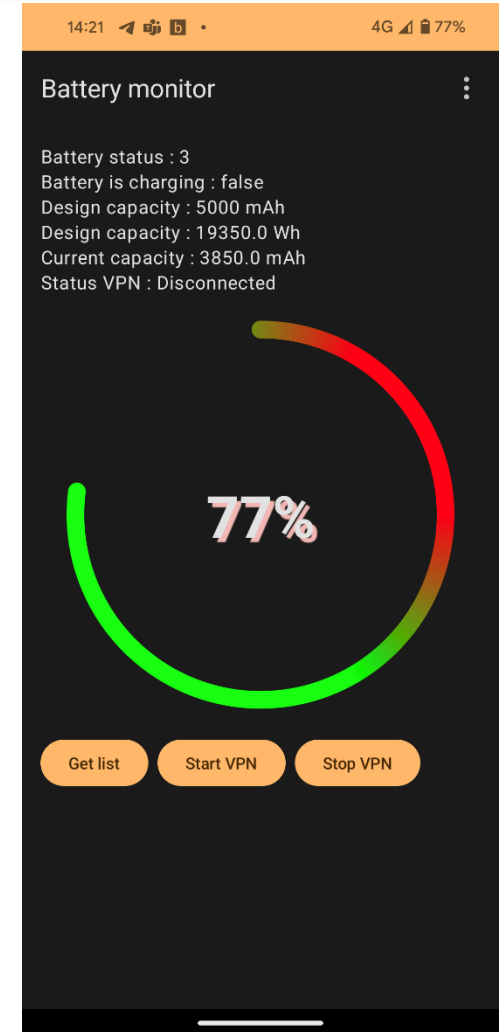 14:21
4G 77%
Battery monitor
Battery status : 3
Battery is charging : false
Design capacity : 5000 mAh
Design capacity : 19350.0 Wh
Current capacity : 3850.0 mAh
Status VPN : Disconnected
77%
Get list
Start VPN
Stop VPN